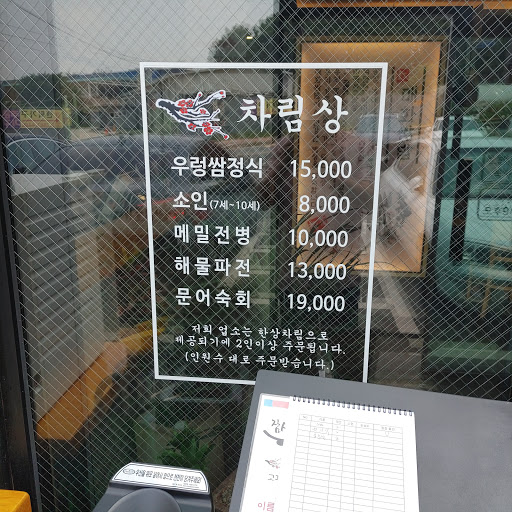 차림상
우렁쌈정식 15,000
소인(7세~10세) 8,000
메밀전병 10,000
해물파전 13,000
문어숙회 19,000
저희 업소는 한상차림으로
제공되기에 2인이상 주문됩니다.
(인원수 대로 주문받습니다.)
이름